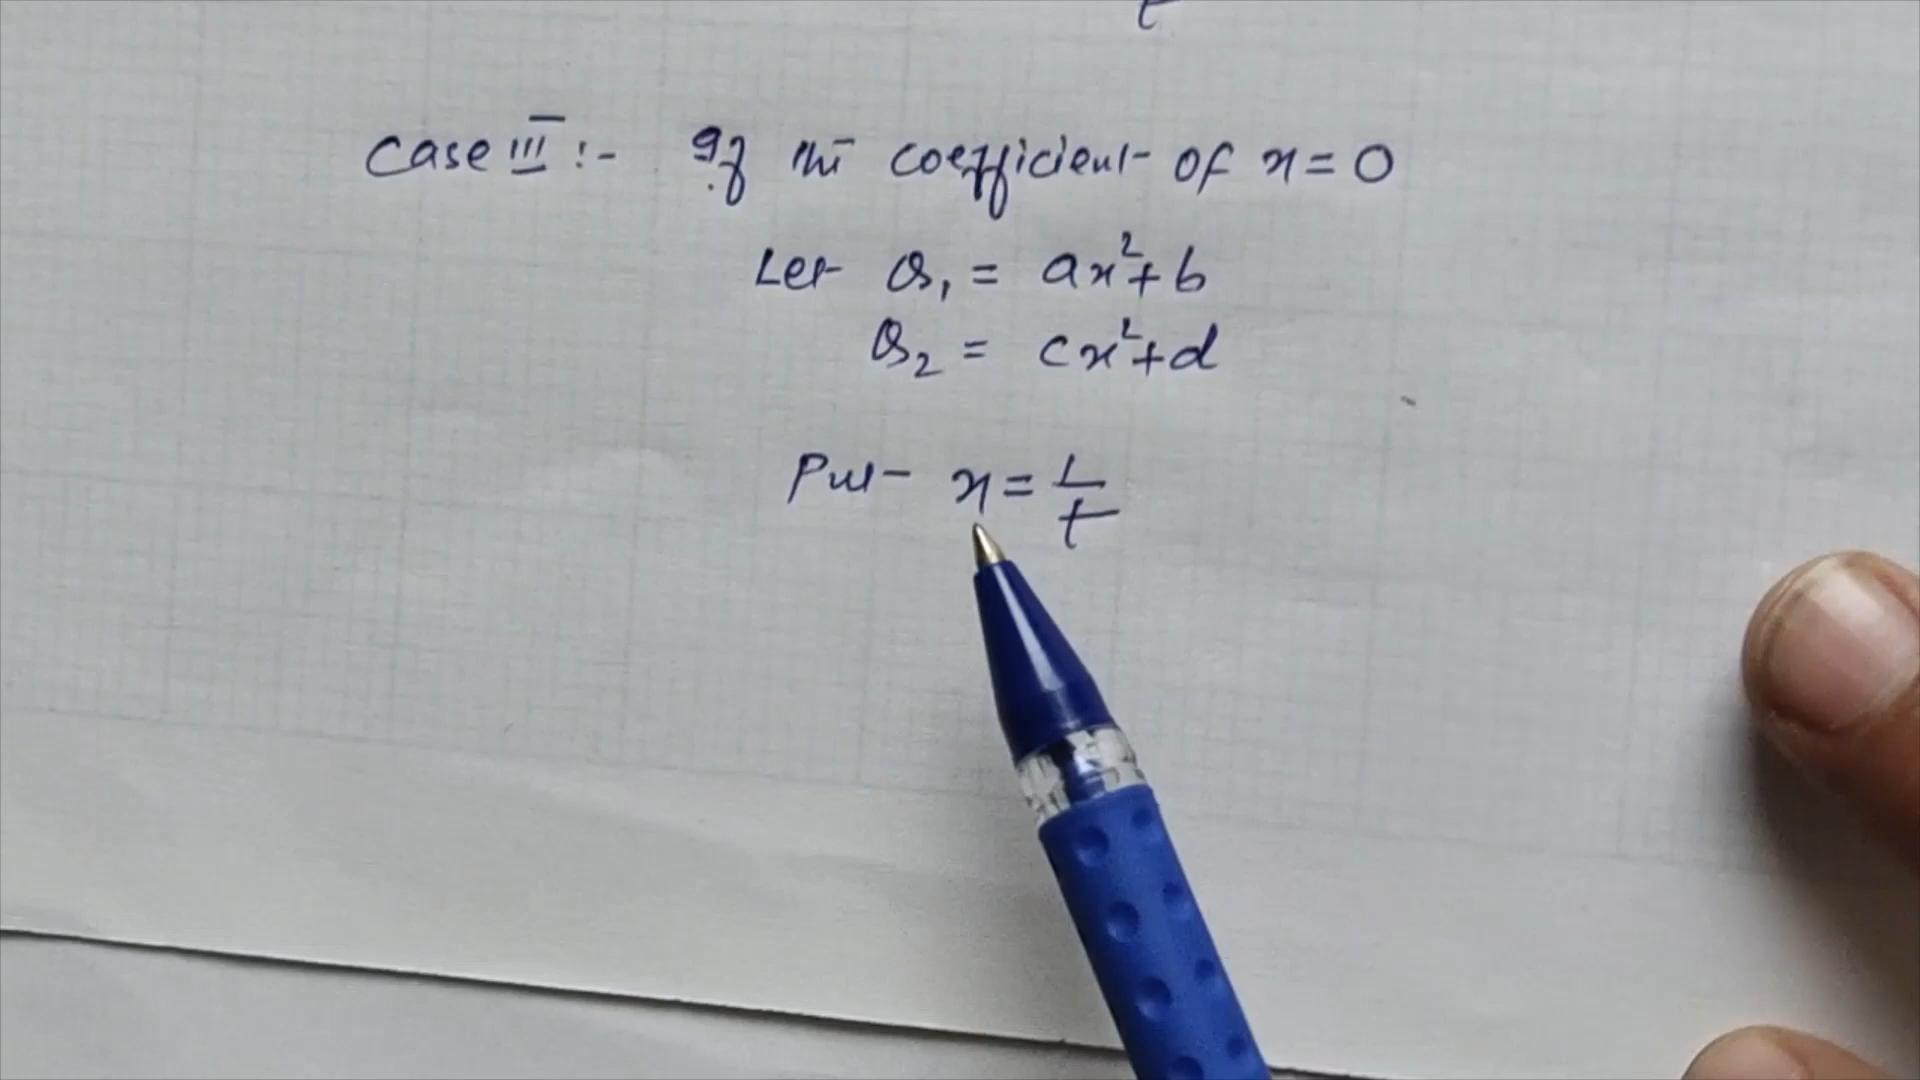 Case III :- If the coefficient of x = 0
Let Q₁ = ax² + b
Q₂ = cx² + d
Put x = 1/t